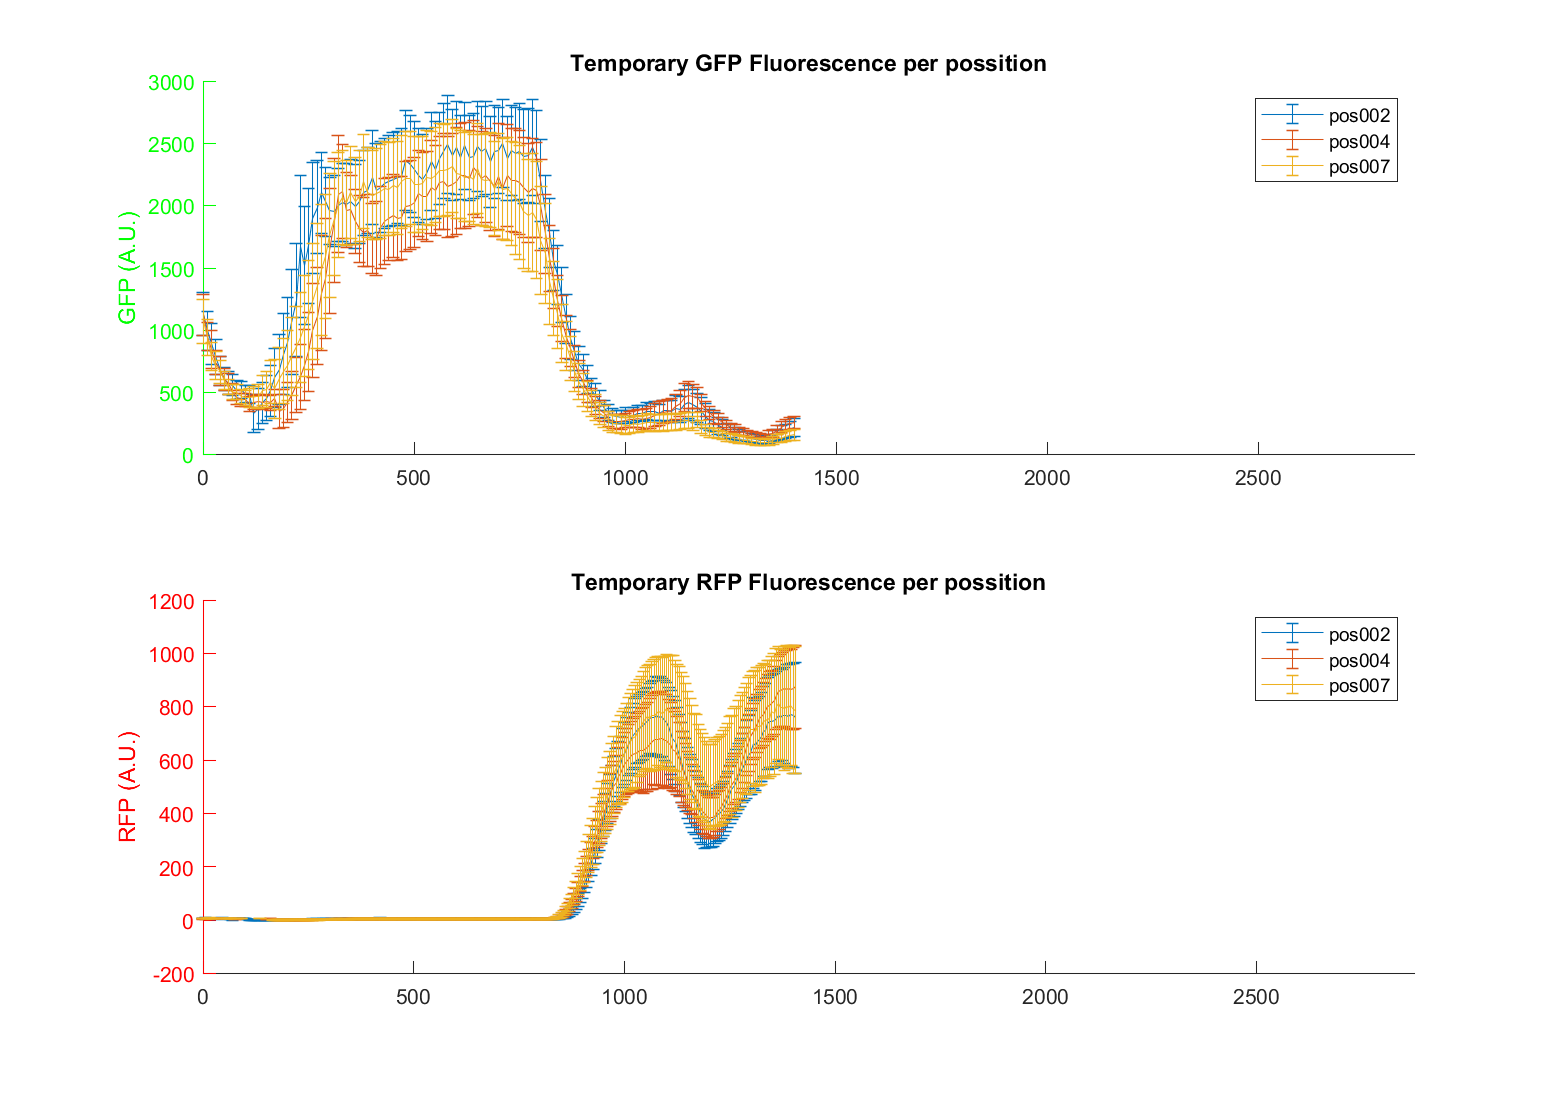 Temporary GFP Fluorescence per possition
3000
2500
2000
1500
1000
500
0
GFP (A.U.)
0 500 1000 1500 2000 2500
pos002
pos004
pos007
Temporary RFP Fluorescence per possition
1200
1000
800
600
400
200
0
-200
RFP (A.U.)
0 500 1000 1500 2000 2500
pos002
pos004
pos007